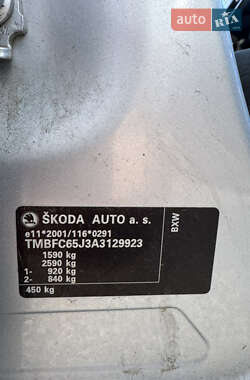 AUTO
RIA
ŠKODA AUTO a. s.
e11*2001/116*0291
TMBFC65J3A3129923
1590 kg
2590 kg
1- 920 kg
2- 840 kg
450 kg
BXW